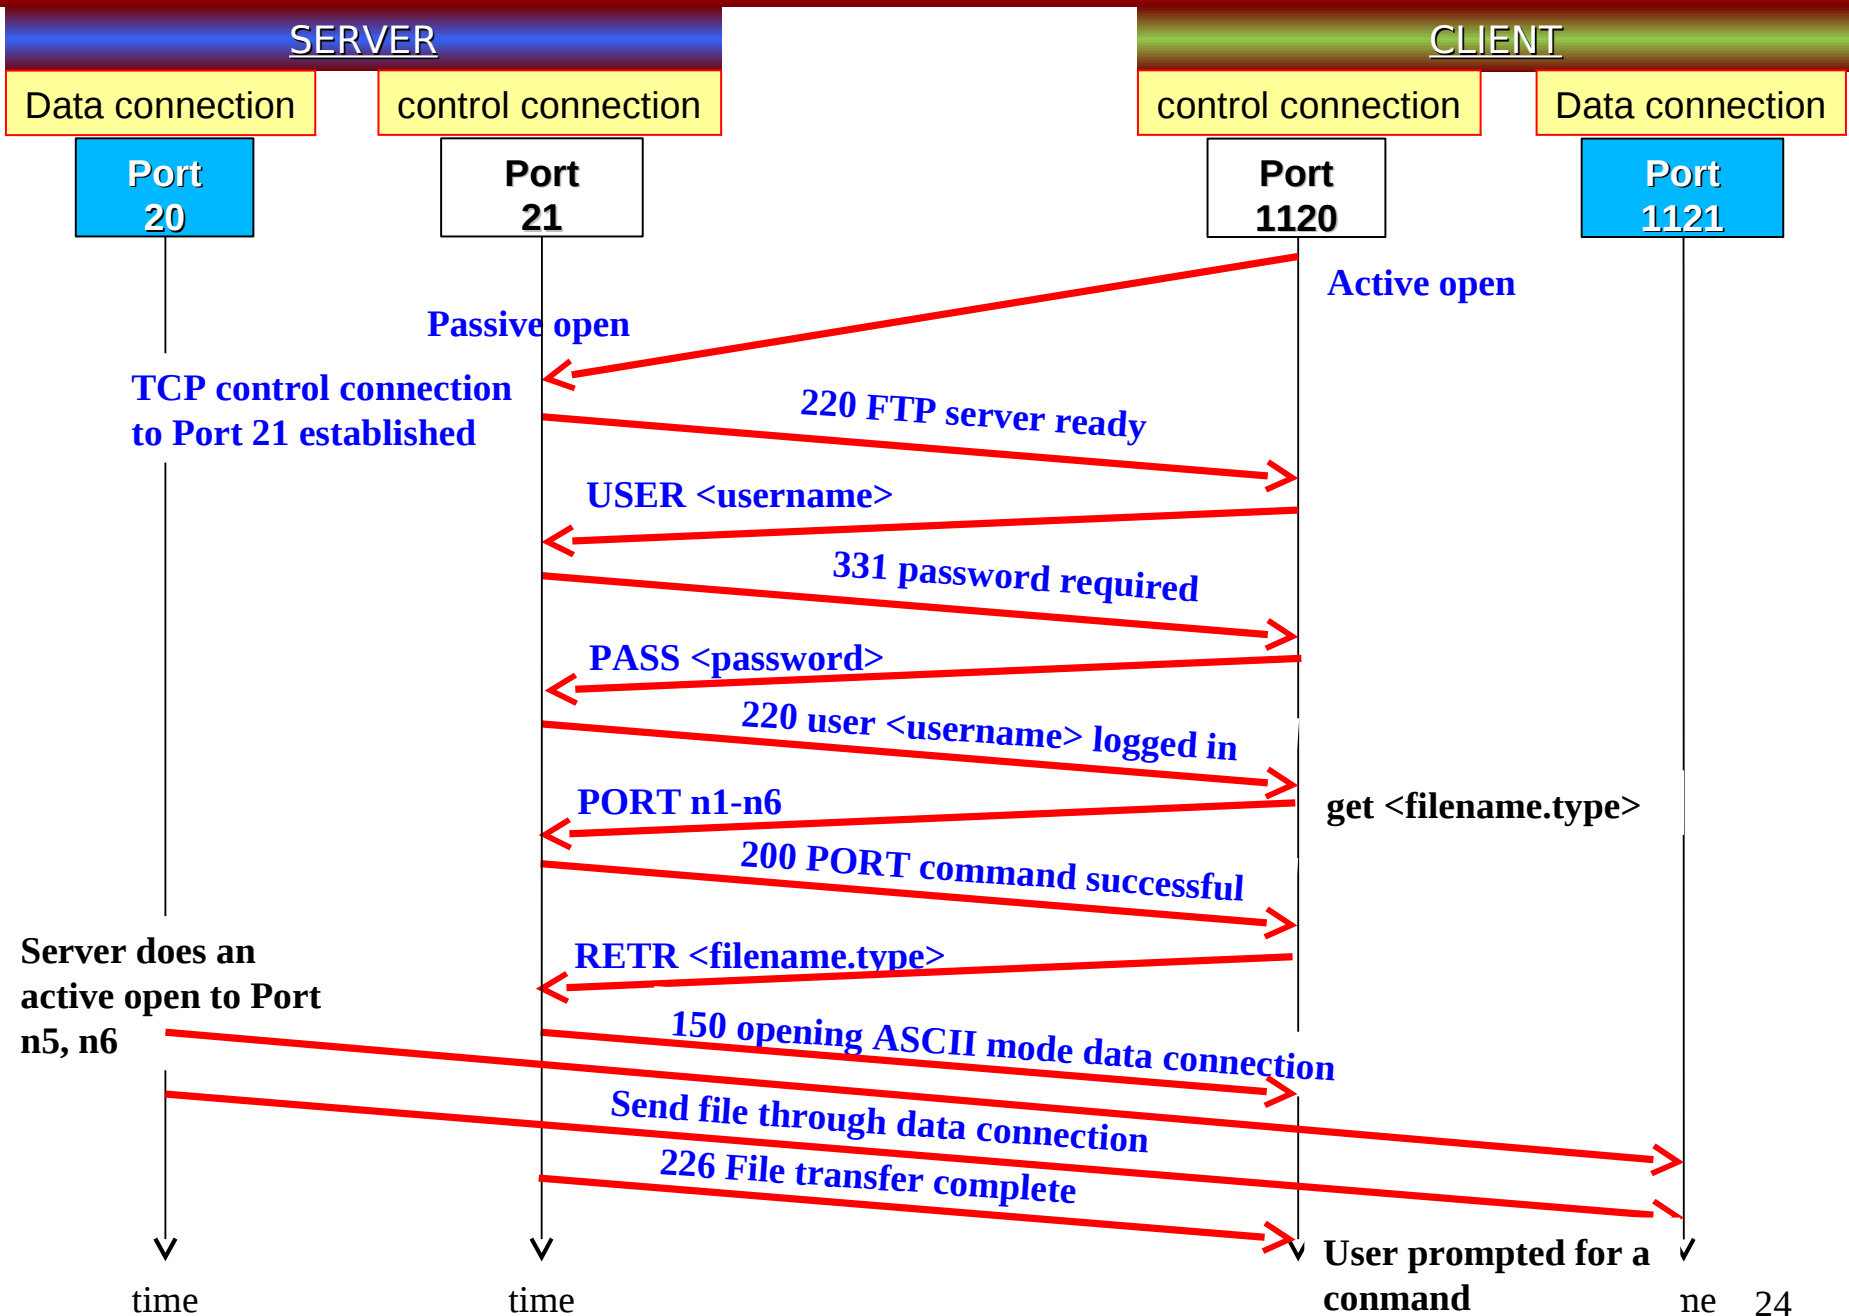 SERVER
CLIENT
Data connection
control connection
control connection
Data connection
Port
20
Port
21
Port
1120
Port
1121
Active open
Passive open
TCP control connection
to Port 21 established
220 FTP server ready
USER <username>
331 password required
PASS <password>
220 user <username> logged in
PORT n1-n6
get <filename.type>
200 PORT command successful
Server does an
active open to Port
n5, n6
RETR <filename.type>
150 opening ASCII mode data connection
Send file through data connection
226 File transfer complete
User prompted for a
conmand
time
time
me
24